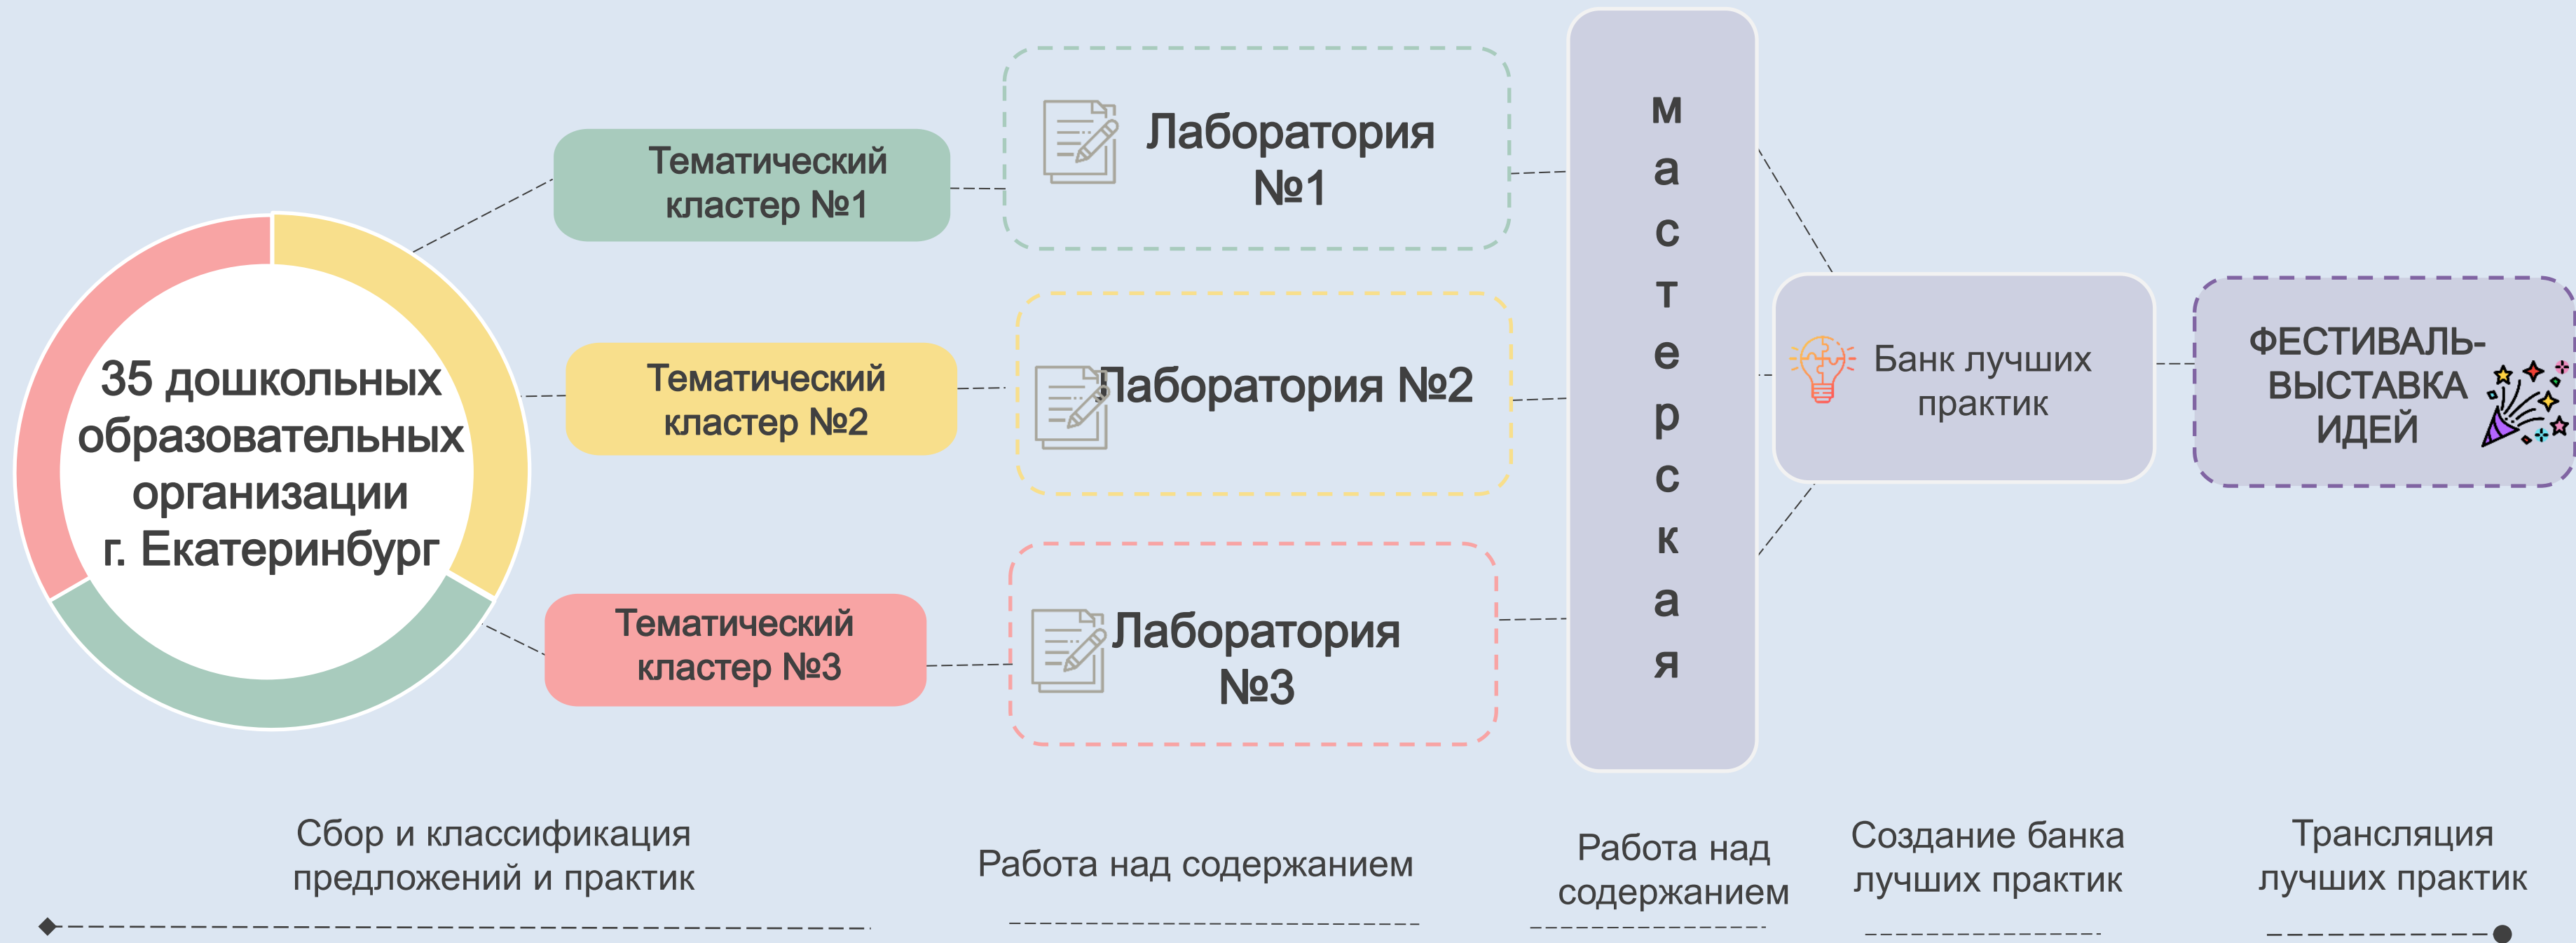 35 дошкольных
образовательных
организации
г. Екатеринбург
Тематический
кластер №1
Тематический
кластер №2
Тематический
кластер №3
Лаборатория
№1
Лаборатория №2
Лаборатория
№3
мастерская
Банк лучших
практик
ФЕСТИВАЛЬ-
ВЫСТАВКА
ИДЕЙ
Сбор и классификация
предложений и практик
Работа над содержанием
Работа над
содержанием
Создание банка
лучших практик
Трансляция
лучших практик